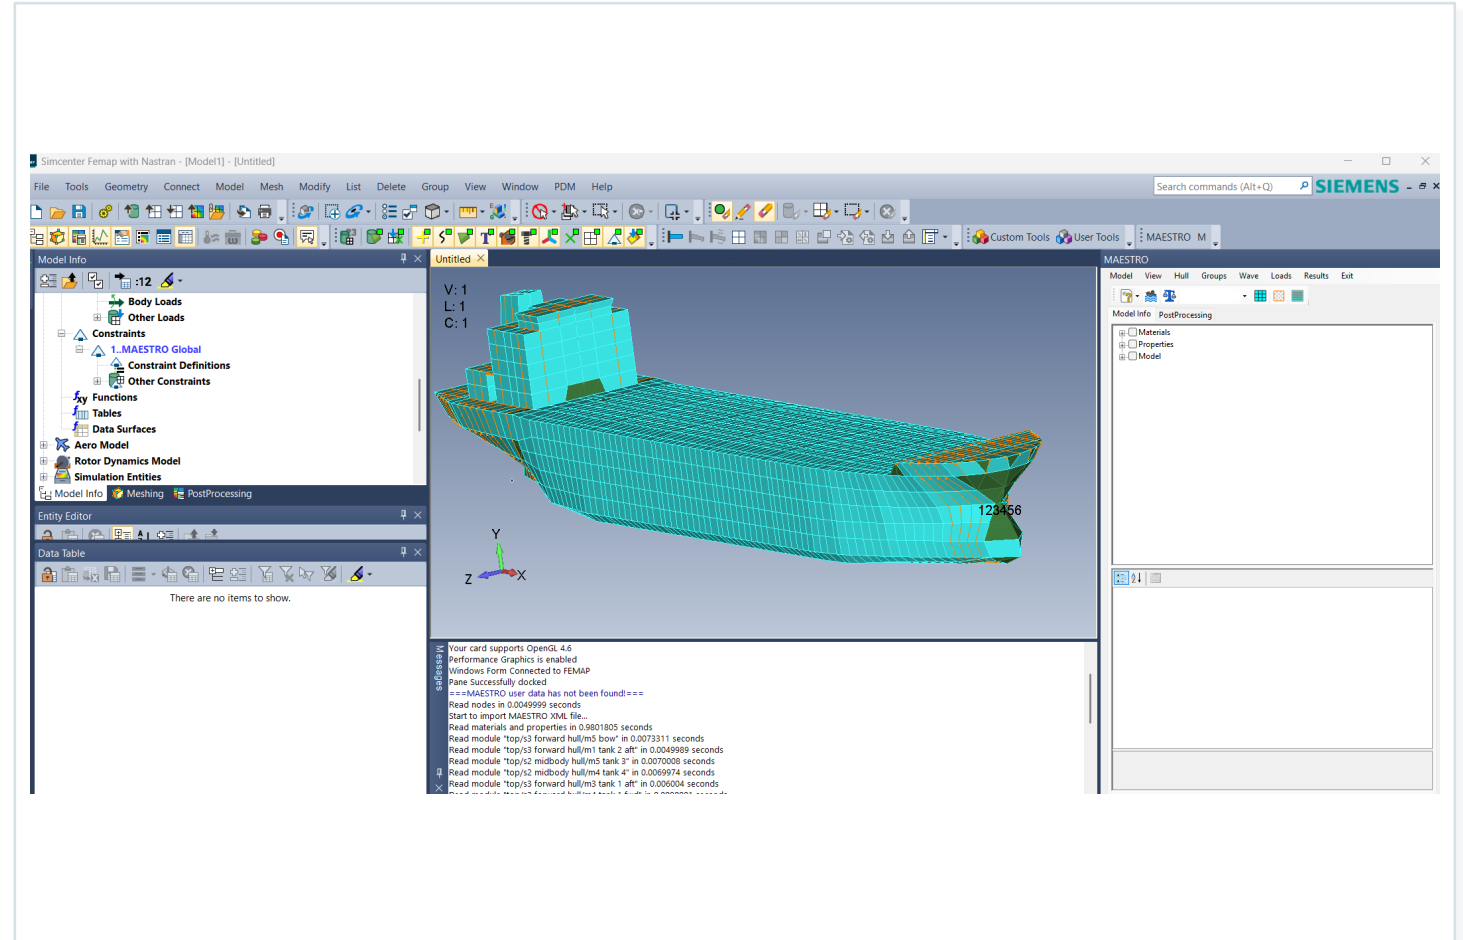 Simcenter Femap with Nastran - [Model1] - [Untitled]
File Tools Geometry Connect Model Mesh Modify List Delete Group View Window PDM Help
Search commands (Alt+Q)
SIEMENS
Custom Tools User Tools MAESTRO M
Model Info
:12
Body Loads
Other Loads
Constraints
1..MAESTRO Global
Constraint Definitions
Other Constraints
Functions
Tables
Data Surfaces
Aero Model
Rotor Dynamics Model
Simulation Entities
Model Info Meshing PostProcessing
Entity Editor
Data Table
There are no items to show.
Untitled
V: 1
L: 1
C: 1
123456
Y
Z
X
Messages
Your card supports OpenGL 4.6
Performance Graphics is enabled
Windows Form Connected to FEMAP
Pane Successfully docked
===MAESTRO user data has not been found!===
Read nodes in 0.0049999 seconds
Start to import MAESTRO XML file...
Read materials and properties in 0.9801805 seconds
Read module "top/s3 forward hull/m5 bow" in 0.0073311 seconds
Read module "top/s3 forward hull/m1 tank 2 aft" in 0.0049989 seconds
Read module "top/s2 midbody hull/m5 tank 3" in 0.0070008 seconds
Read module "top/s2 midbody hull/m4 tank 4" in 0.0069974 seconds
Read module "top/s3 forward hull/m3 tank 1 aft" in 0.006004 seconds
MAESTRO
Model View Hull Groups Wave Loads Results Exit
Model Info PostProcessing
Materials
Properties
Model